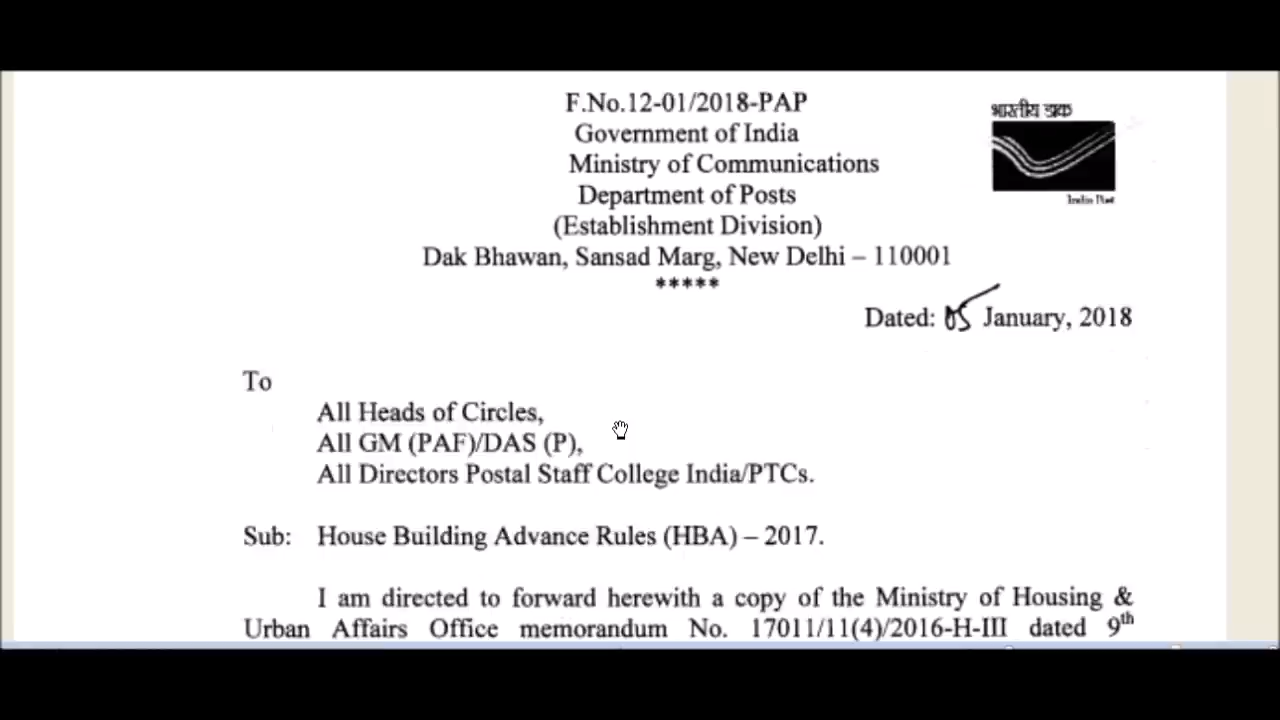 F.No.12-01/2018-PAP
Government of India
Ministry of Communications
Department of Posts
(Establishment Division)
Dak Bhawan, Sansad Marg, New Delhi – 110001
*****
भारतीय डाक
India Post
Dated: 05 January, 2018
To
All Heads of Circles,
All GM (PAF)/DAS (P),
All Directors Postal Staff College India/PTCs.
Sub: House Building Advance Rules (HBA) – 2017.
I am directed to forward herewith a copy of the Ministry of Housing &
Urban Affairs Office memorandum No. 17011/11(4)/2016-H-III dated 9th